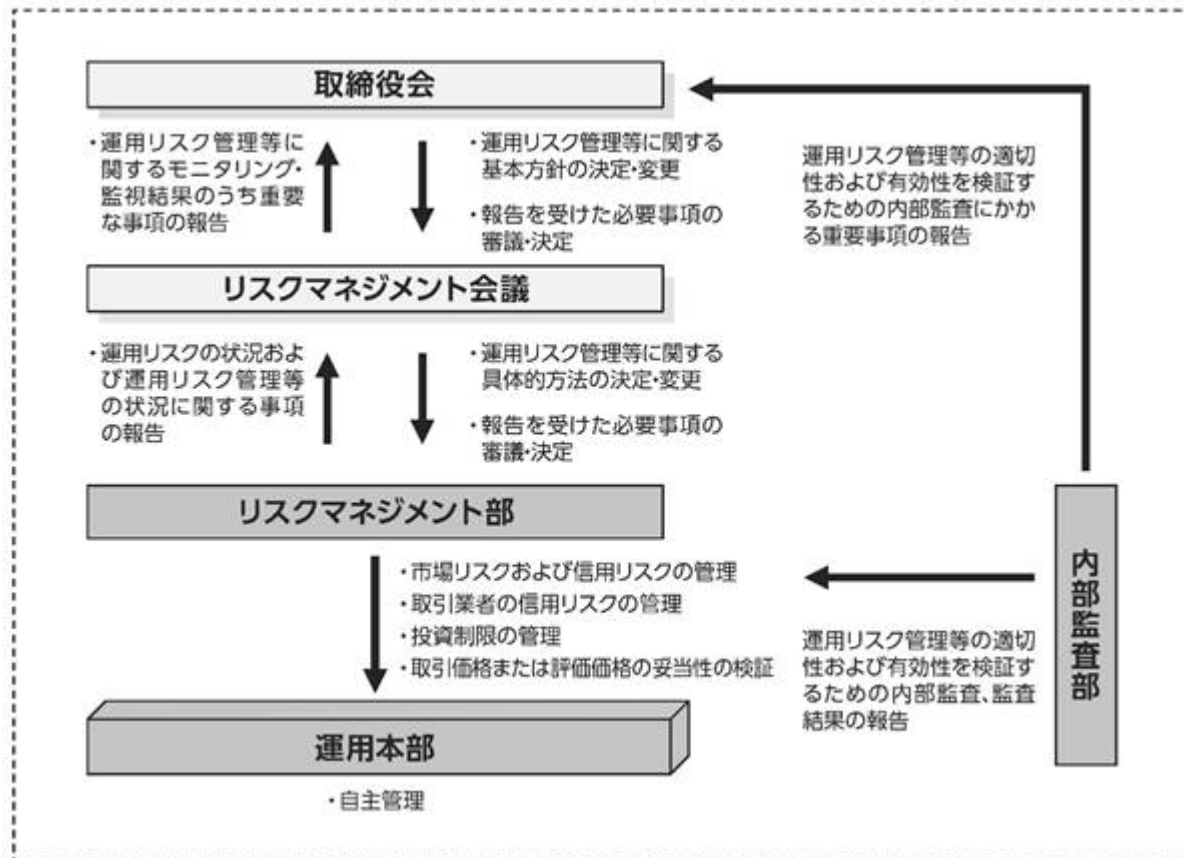 取締役会
・運用リスク管理等に
関するモニタリング・
監視結果のうち重要
な事項の報告
・運用リスク管理等に関する
基本方針の決定・変更
・報告を受けた必要事項の
審議・決定
運用リスク管理等の適切
性および有効性を検証す
るための内部監査にかか
る重要事項の報告
リスクマネジメント会議
・運用リスクの状況およ
び運用リスク管理等
の状況に関する事項
の報告
・運用リスク管理等に関する
具体的方法の決定・変更
・報告を受けた必要事項の
審議・決定
リスクマネジメント部
・市場リスクおよび信用リスクの管理
・取引業者の信用リスクの管理
・投資制限の管理
・取引価格または評価価格の妥当性の検証
運用リスク管理等の適切
性および有効性を検証す
るための内部監査、監査
結果の報告
内部監査部
運用本部
・自主管理